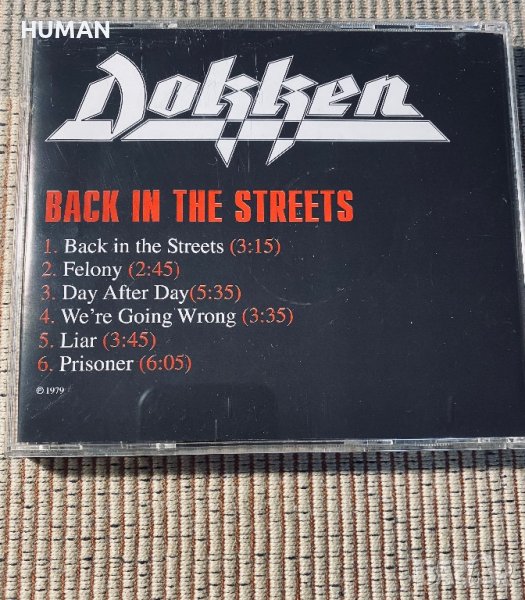 HUMAN
Dokken
BACK IN THE STREETS
1. Back in the Streets (3:15)
2. Felony (2:45)
3. Day After Day(5:35)
4. We're Going Wrong (3:35)
5. Liar (3:45)
6. Prisoner (6:05)
℗ 1979